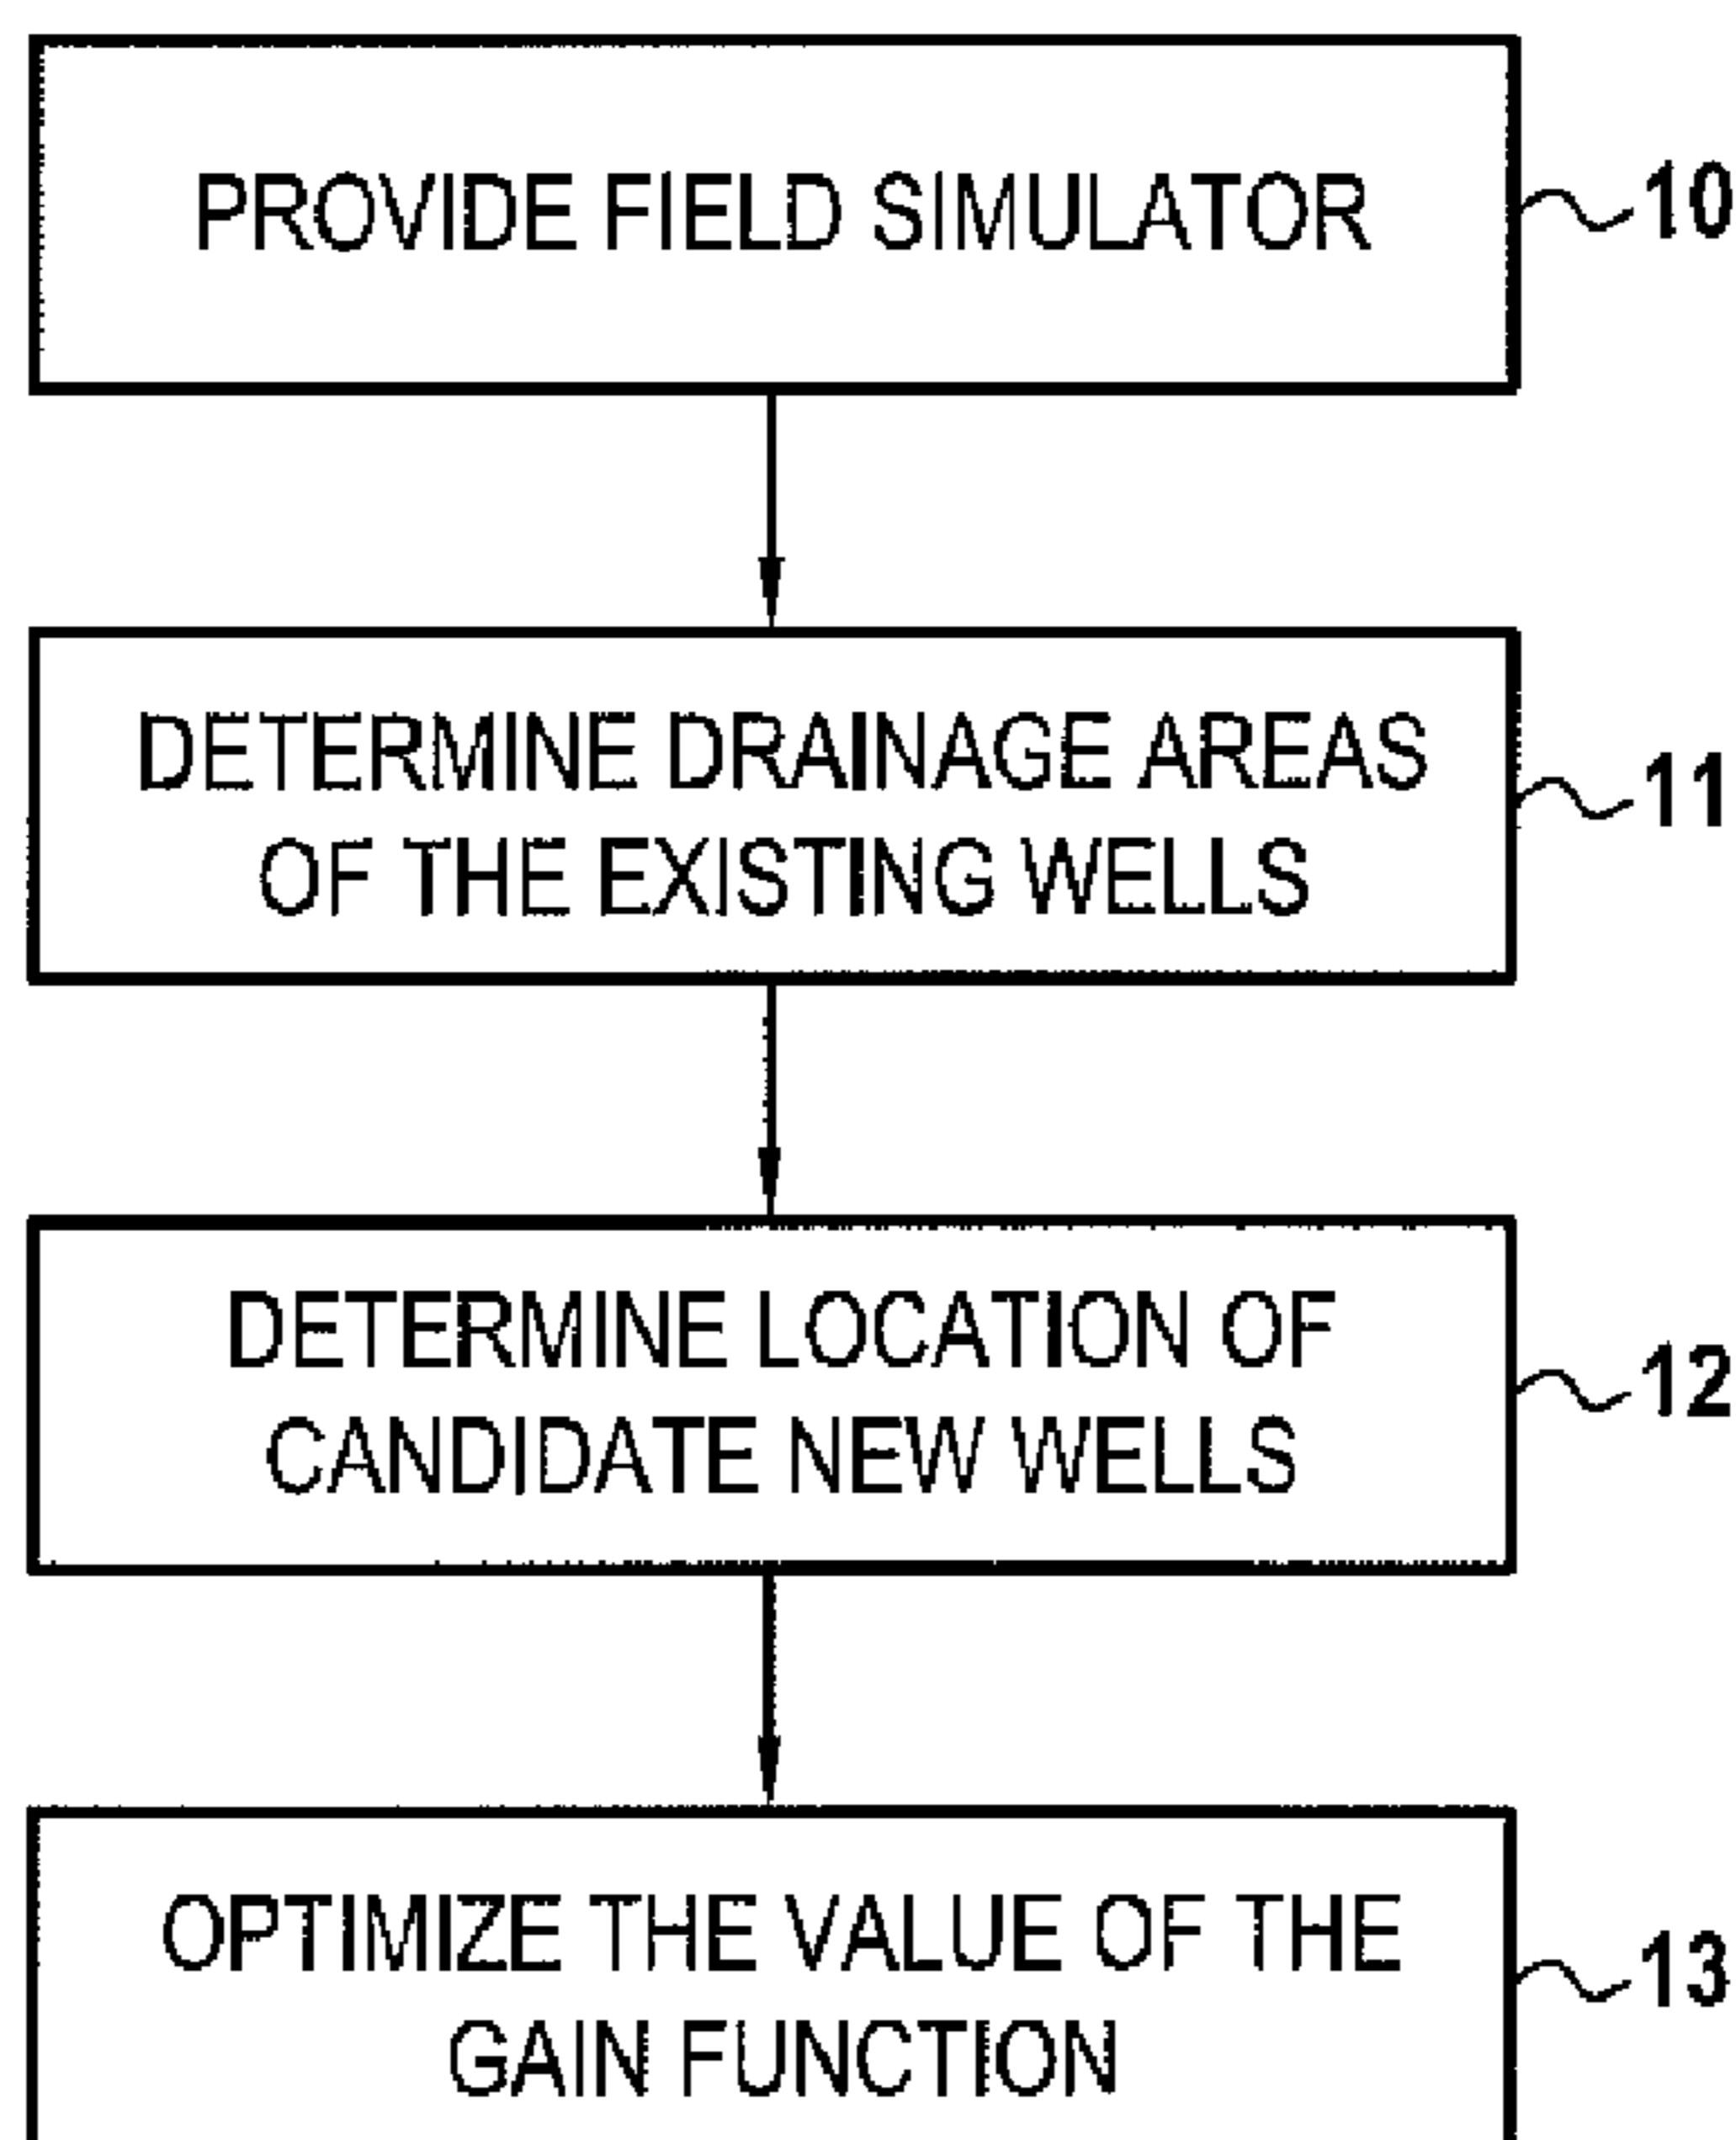 PROVIDE FIELD SIMULATOR
10
DETERMINE DRAINAGE AREAS
OF THE EXISTING WELLS
11
DETERMINE LOCATION OF
CANDIDATE NEW WELLS
12
OPTIMIZE THE VALUE OF THE
GAIN FUNCTION
13